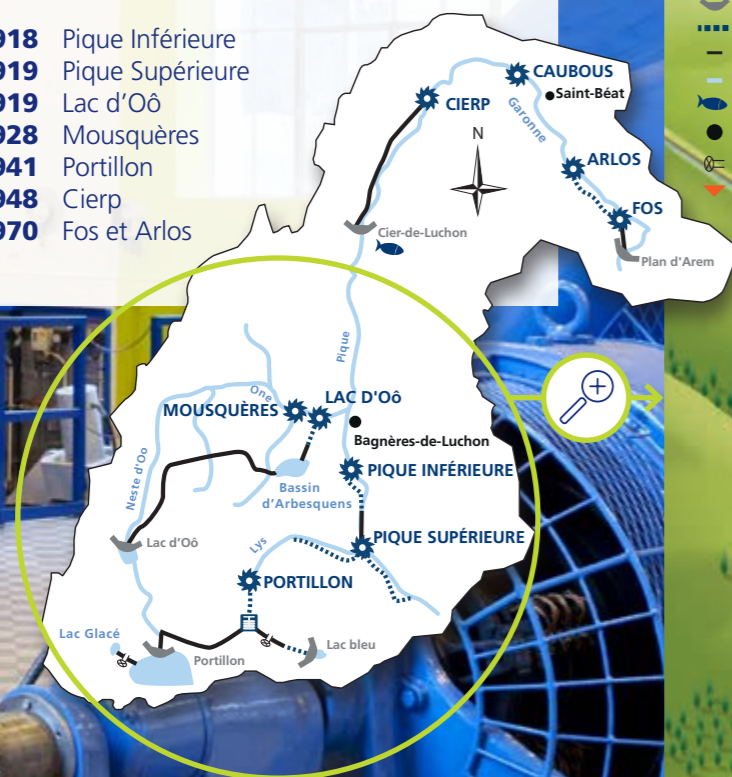 918 Pique Inférieure
919 Pique Supérieure
919 Lac d'Oô
928 Mousquères
941 Portillon
948 Cierp
970 Fos et Arlos
CAUBOUS
Saint-Béat
CIERP
Garonne
N
ARLOS
FOS
Cier-de-Luchon
Plan d'Arem
Pique
One
LAC D'Oô
MOUSQUÈRES
Bagnères-de-Luchon
PIQUE INFÉRIEURE
Neste d'Oo
Bassin
d'Arbesquens
Lac d'Oô
Lys
PIQUE SUPÉRIEURE
PORTILLON
Lac Glacé
Lac bleu
Portillon